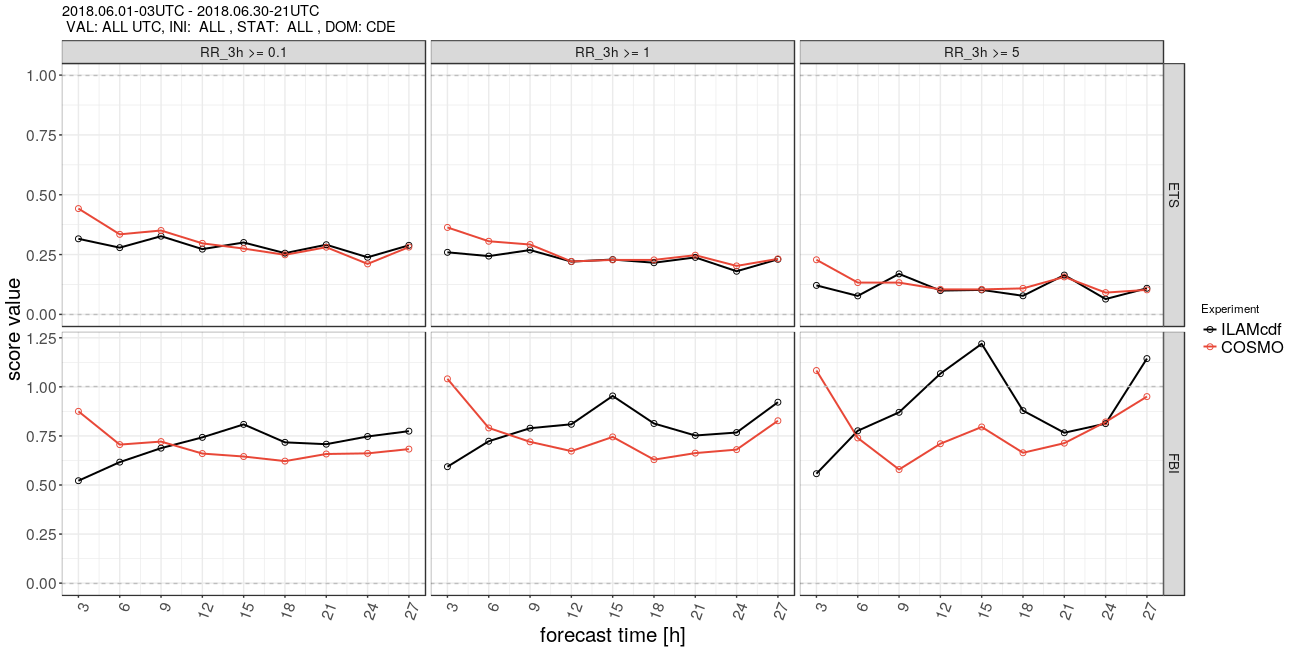 2018.06.01-03UTC - 2018.06.30-21UTC
VAL: ALL UTC, INI:  ALL , STAT:  ALL , DOM: CDE
RR_3h >= 0.1
RR_3h >= 1
RR_3h >= 5
1.00
0.75
0.50
0.25
0.00
ETS
score value
1.25
1.00
0.75
0.50
0.25
0.00
FBI
3 6 9 12 15 18 21 24 27
3 6 9 12 15 18 21 24 27
3 6 9 12 15 18 21 24 27
forecast time [h]
Experiment
ILAMcdf
COSMO